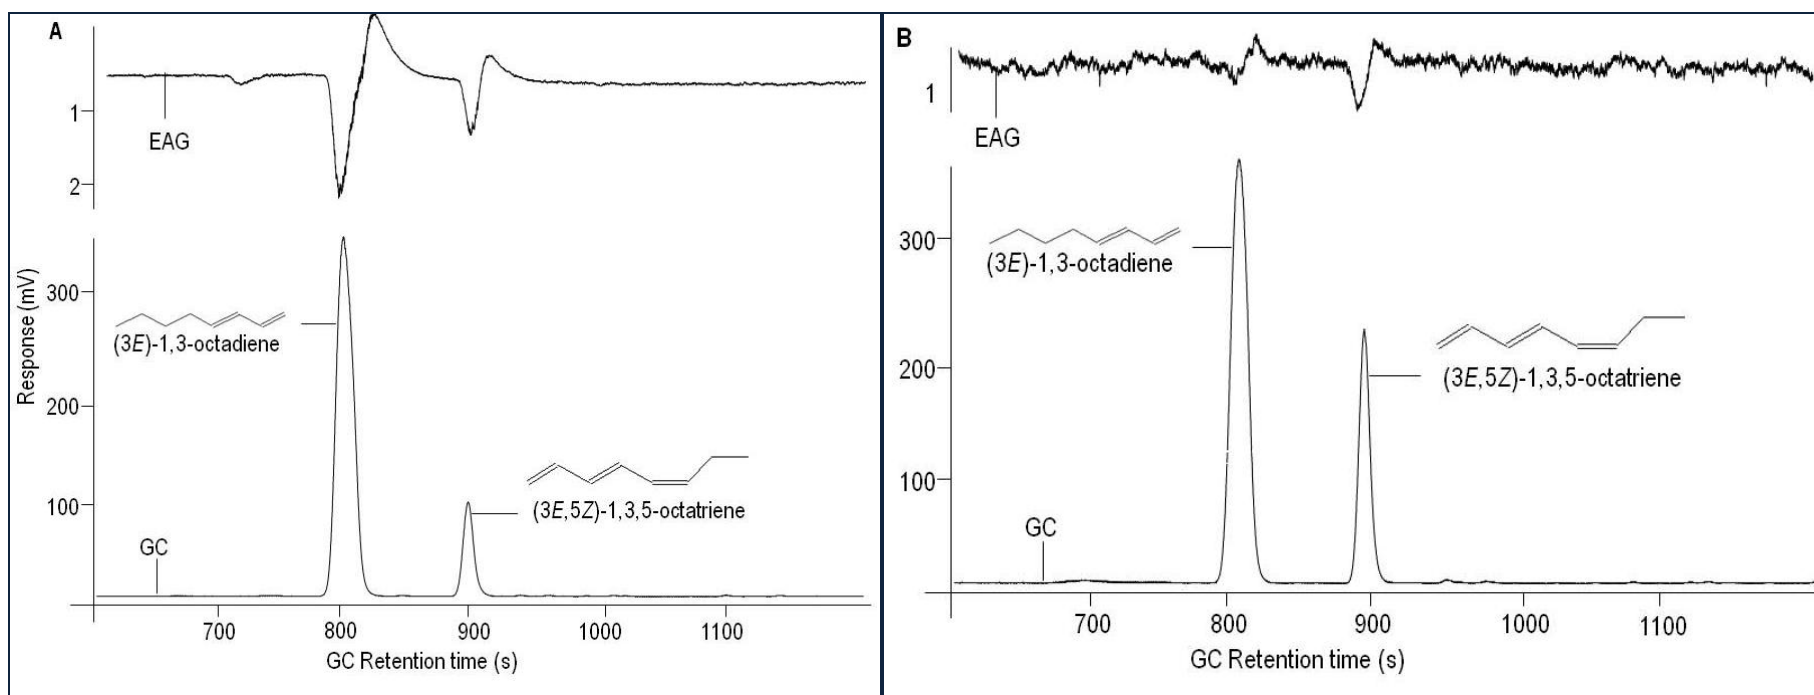 A
1
EAG
2
Response (mV)
300
(3E)-1,3-octadiene
200
100
(3E,5Z)-1,3,5-octatriene
GC
700 800 900 1000 1100
GC Retention time (s)
B
1
EAG
300
(3E)-1,3-octadiene
200
(3E,5Z)-1,3,5-octatriene
100
GC
700 800 900 1000 1100
GC Retention time (s)